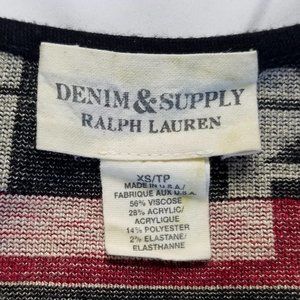 DENIM & SUPPLY
RALPH LAUREN
XS/TP
MADE IN U.S.A./
FABRIQUE AUX U.S.A.
56% VISCOSE
28% ACRYLIC/
ACRYLIQUE
14% POLYESTER
2% ELASTANE/
ELASTHANNE